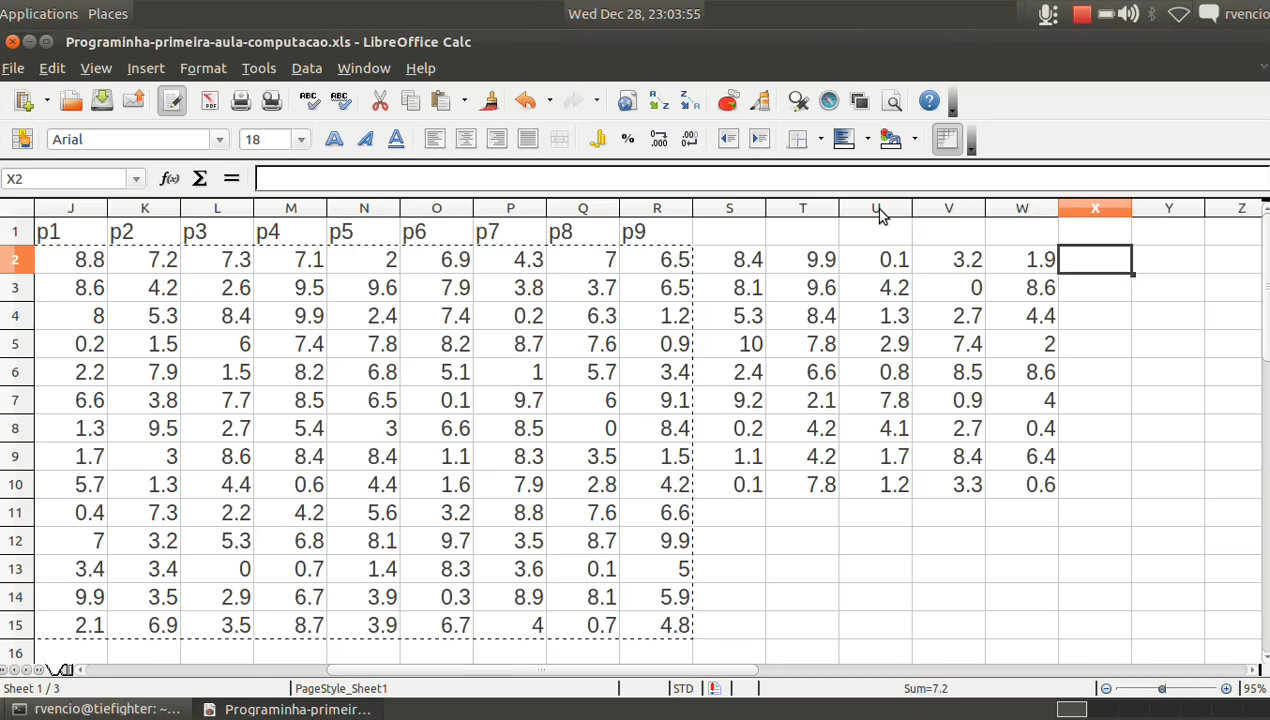 Applications Places Wed Dec 28, 23:03:55 rvencio
Programinha-primeira-aula-computacao.xls - LibreOffice Calc
File Edit View Insert Format Tools Data Window Help
PDF ABC ABC A Z Z A ?
Arial 18 A A A % .000 .00
X2 f(x) Σ =
J K L M N O P Q R S T U V W X Y Z
1 p1 p2 p3 p4 p5 p6 p7 p8 p9
2 8.8 7.2 7.3 7.1 2 6.9 4.3 7 6.5 8.4 9.9 0.1 3.2 1.9
3 8.6 4.2 2.6 9.5 9.6 7.9 3.8 3.7 6.5 8.1 9.6 4.2 0 8.6
4 8 5.3 8.4 9.9 2.4 7.4 0.2 6.3 1.2 5.3 8.4 1.3 2.7 4.4
5 0.2 1.5 6 7.4 7.8 8.2 8.7 7.6 0.9 10 7.8 2.9 7.4 2
6 2.2 7.9 1.5 8.2 6.8 5.1 1 5.7 3.4 2.4 6.6 0.8 8.5 8.6
7 6.6 3.8 7.7 8.5 6.5 0.1 9.7 6 9.1 9.2 2.1 7.8 0.9 4
8 1.3 9.5 2.7 5.4 3 6.6 8.5 0 8.4 0.2 4.2 4.1 2.7 0.4
9 1.7 3 8.6 8.4 8.4 1.1 8.3 3.5 1.5 1.1 4.2 1.7 8.4 6.4
10 5.7 1.3 4.4 0.6 4.4 1.6 7.9 2.8 4.2 0.1 7.8 1.2 3.3 0.6
11 0.4 7.3 2.2 4.2 5.6 3.2 8.8 7.6 6.6
12 7 3.2 5.3 6.8 8.1 9.7 3.5 8.7 9.9
13 3.4 3.4 0 0.7 1.4 8.3 3.6 0.1 5
14 9.9 3.5 2.9 6.7 3.9 0.3 8.9 8.1 5.9
15 2.1 6.9 3.5 8.7 3.9 6.7 4 0.7 4.8
16
Sheet 1 / 3 PageStyle_Sheet1 STD Sum=7.2 95%
rvencio@tiefighter: ~... Programinha-primeir...